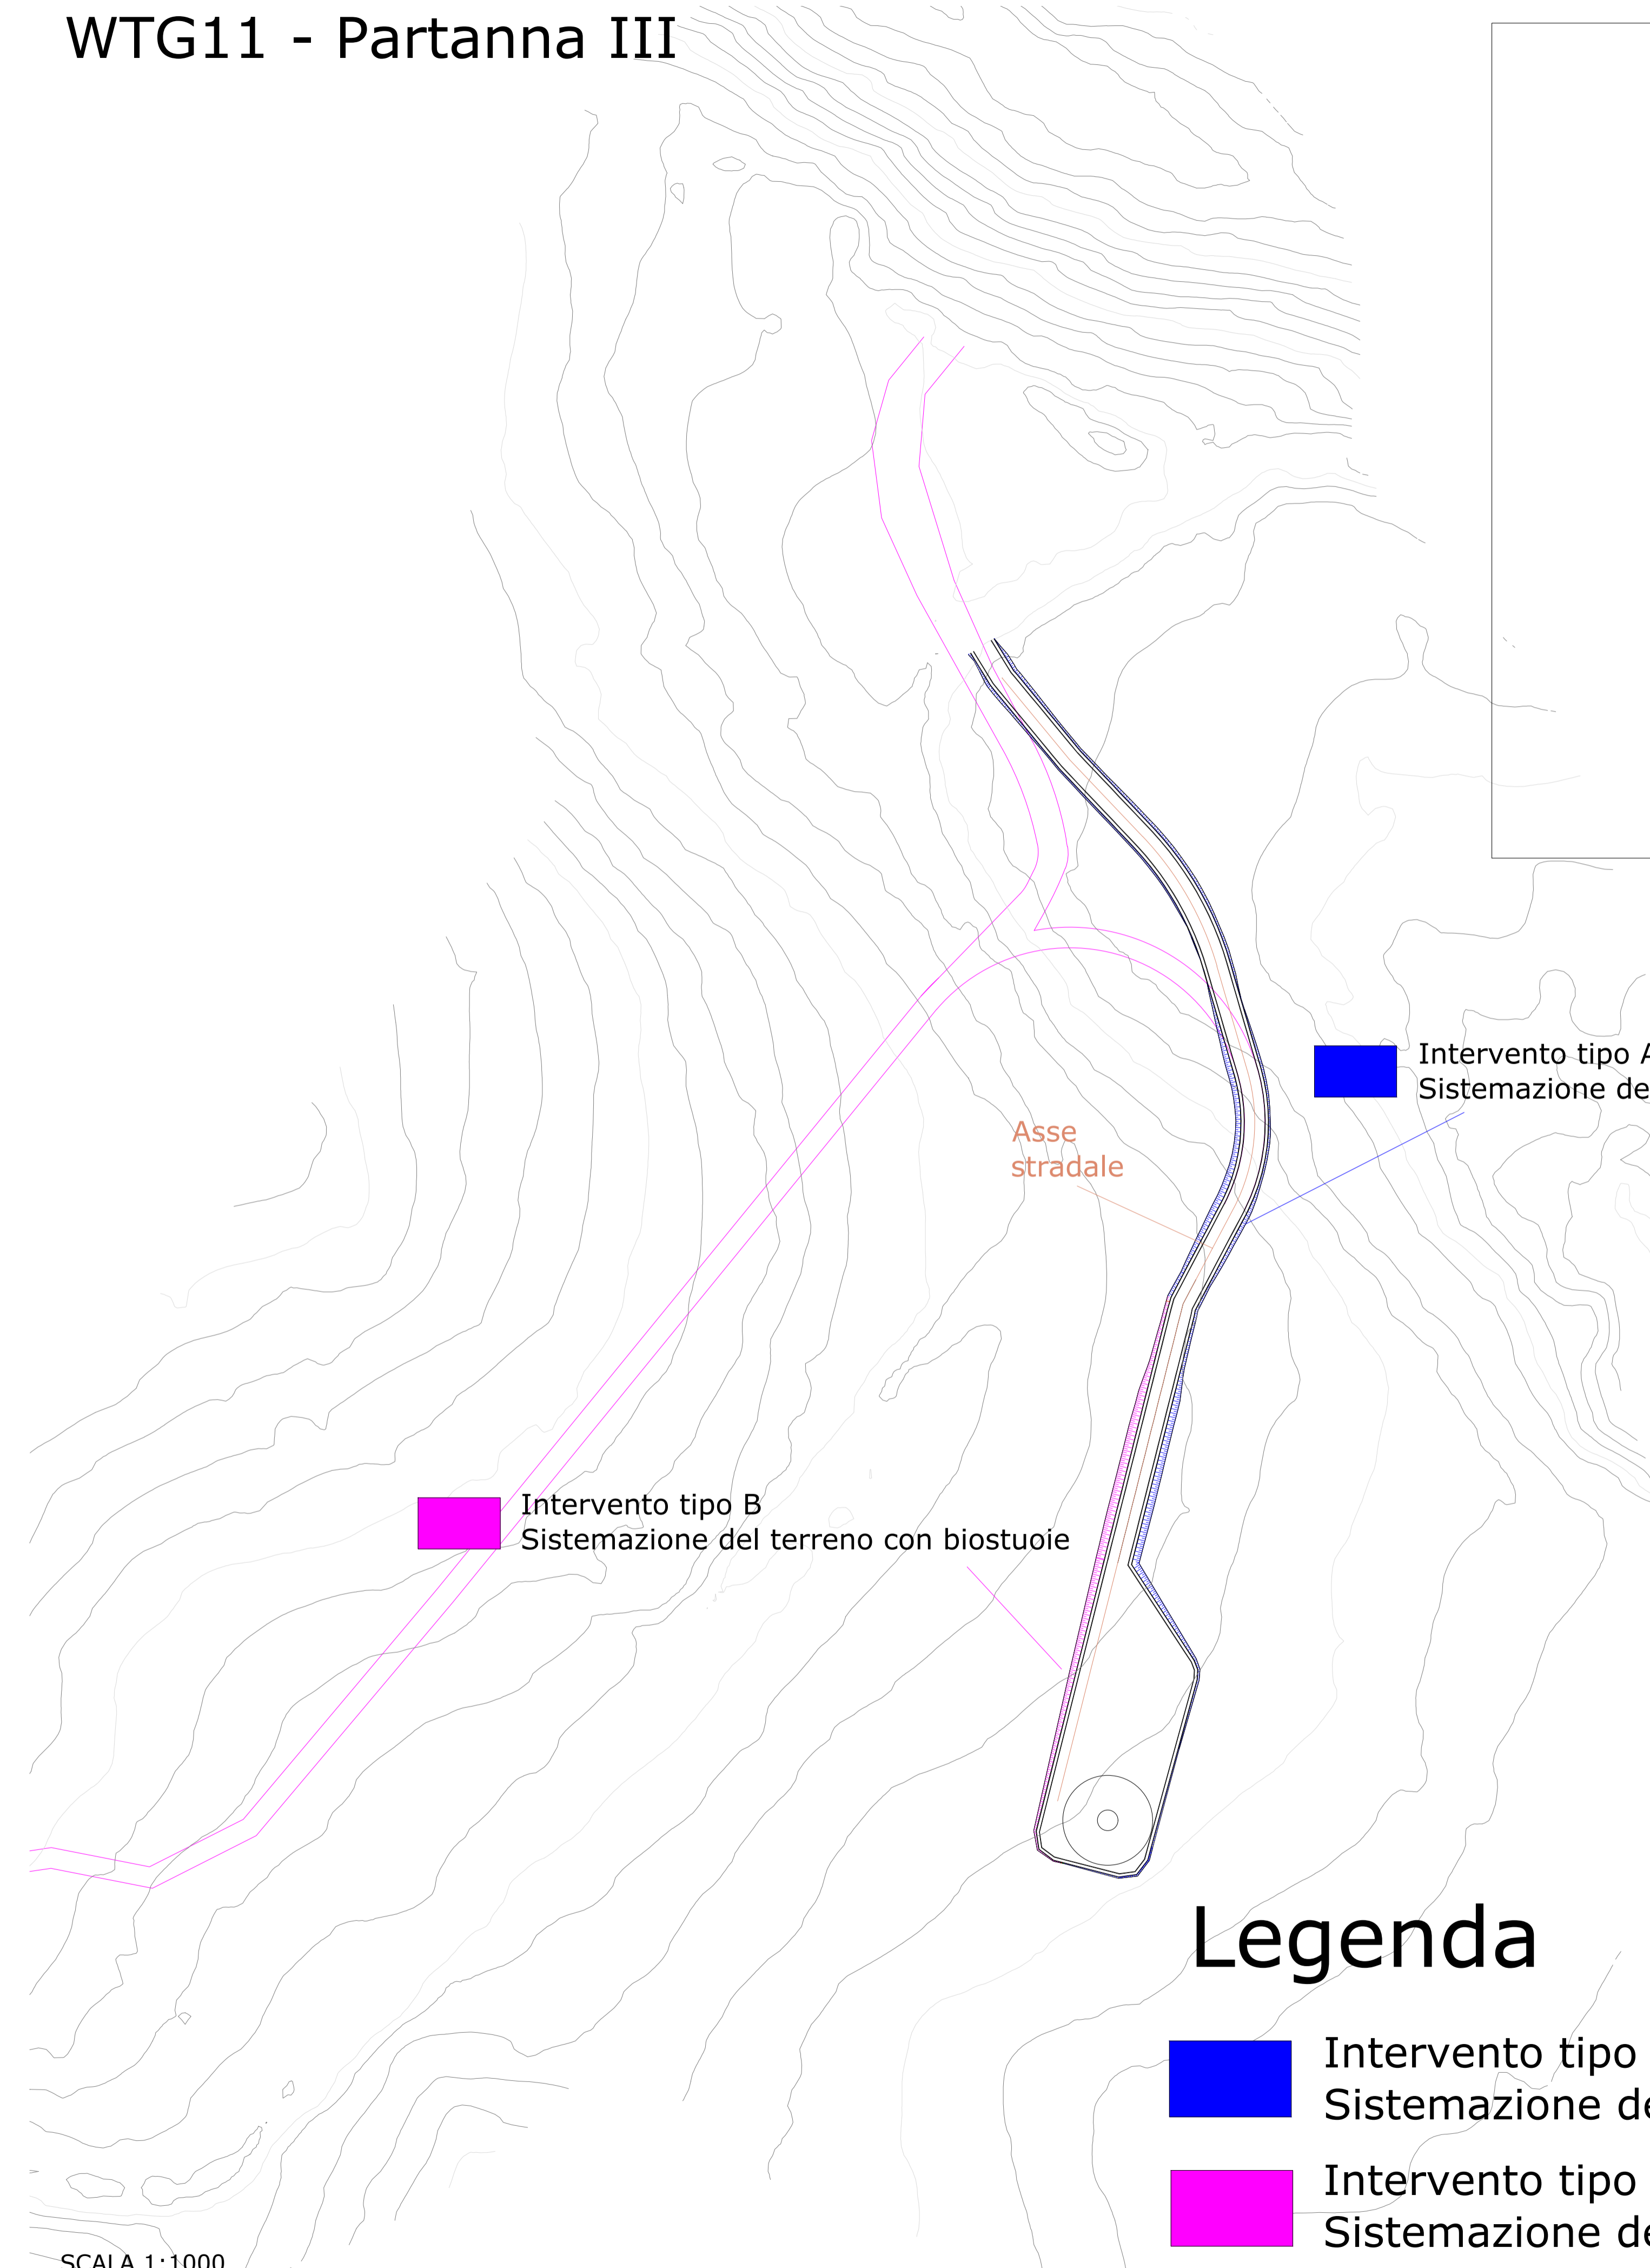 WTG11 - Partanna III
Intervento tipo A
Sistemazione de
Asse
stradale
Intervento tipo B
Sistemazione del terreno con biostuoie
Legenda
Intervento tipo
Sistemazione de
Intervento tipo
Sistemazione de
SCALA 1:1000